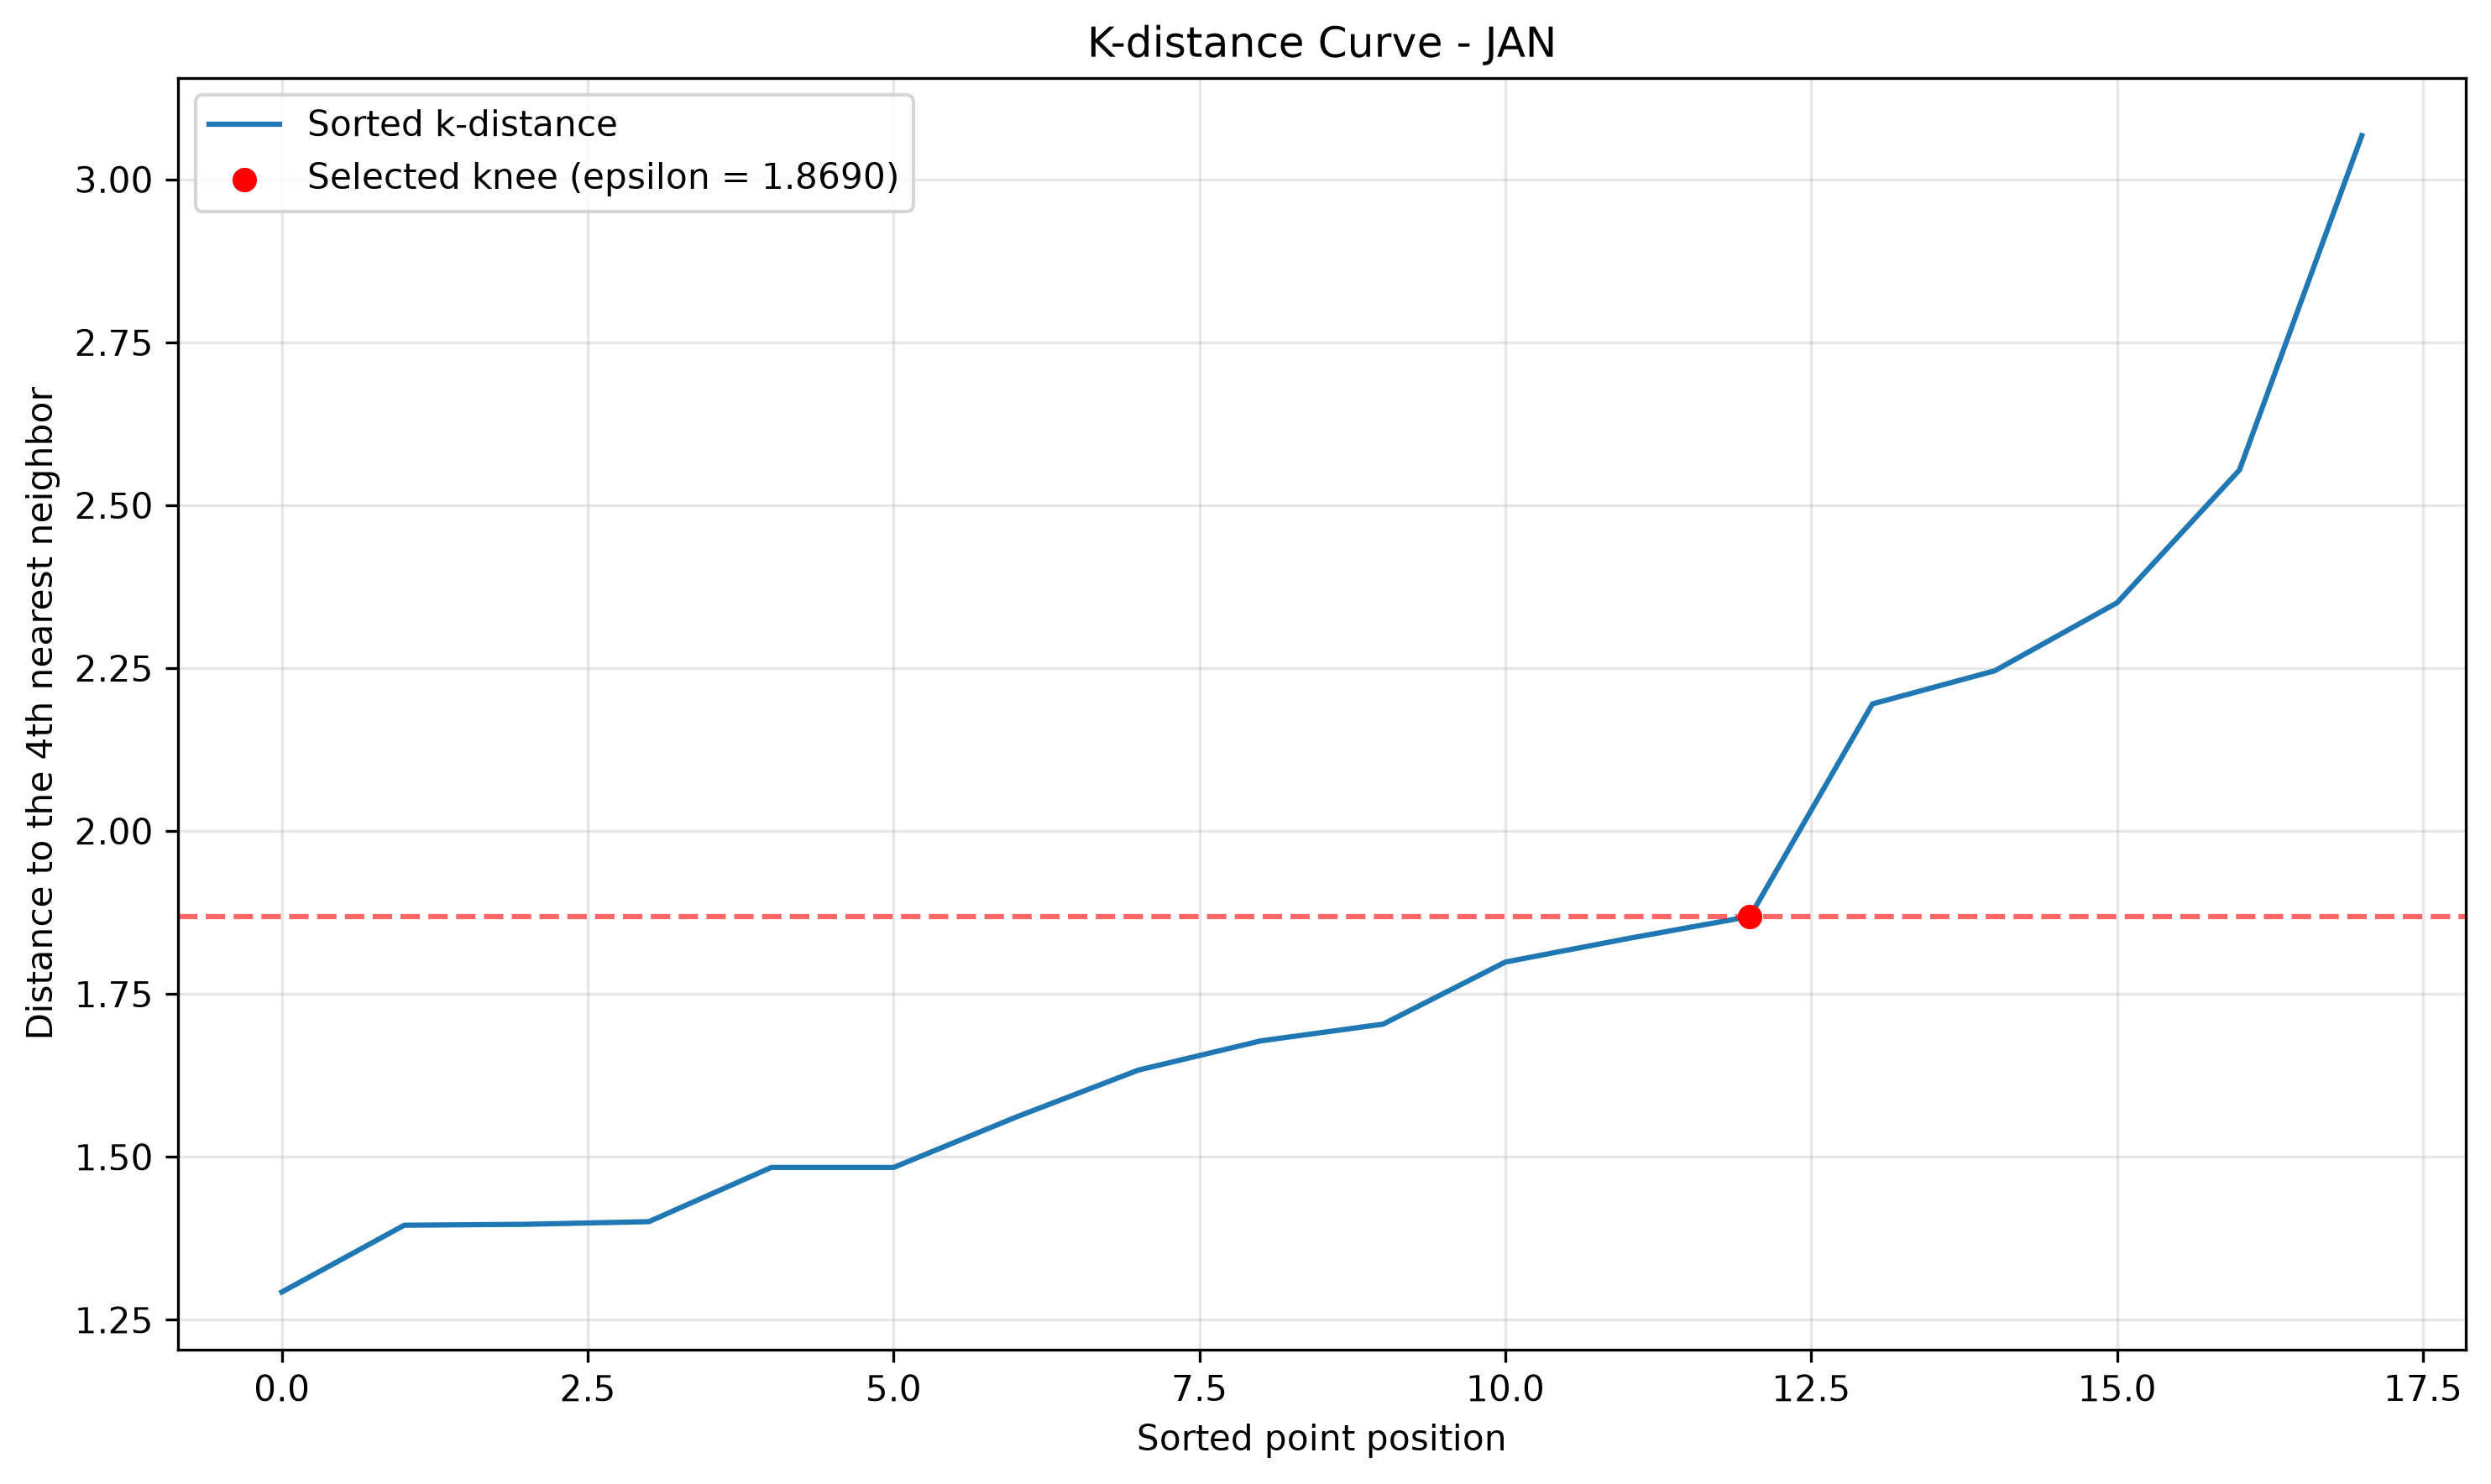 K-distance Curve - JAN
Sorted k-distance
Selected knee (epsilon = 1.8690)
Distance to the 4th nearest neighbor
3.00
2.75
2.50
2.25
2.00
1.75
1.50
1.25
0.0 2.5 5.0 7.5 10.0 12.5 15.0 17.5
Sorted point position